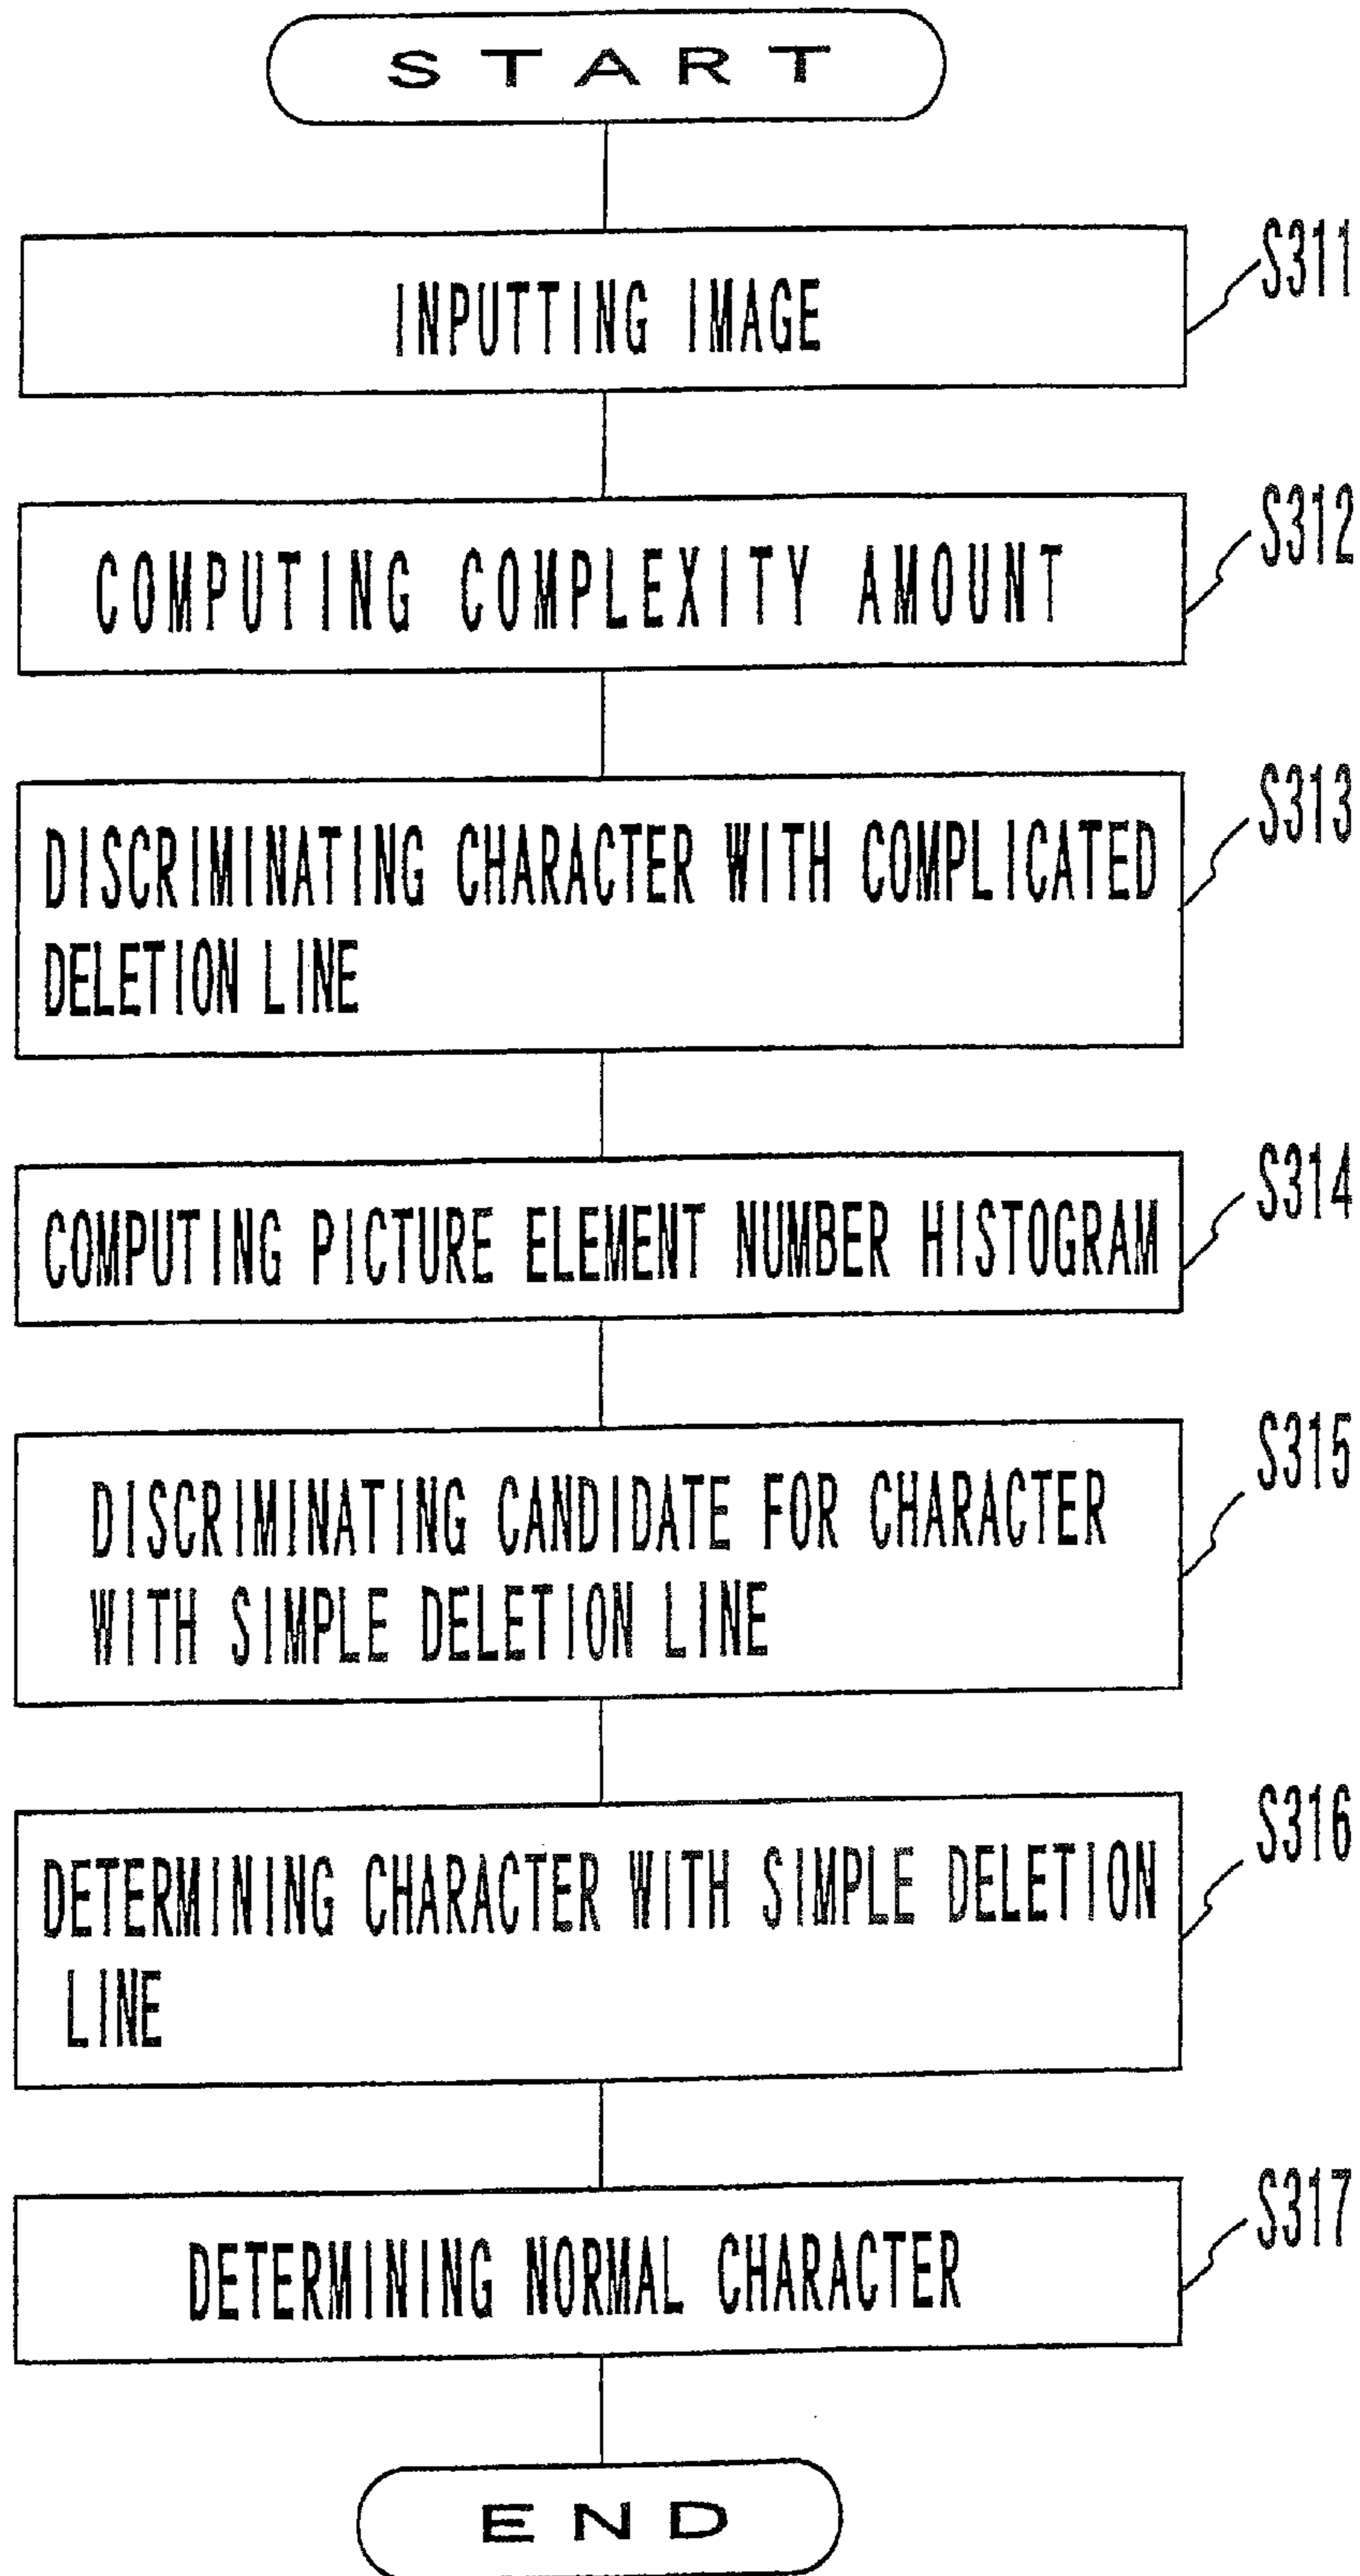 START
INPUTTING IMAGE
S311
COMPUTING COMPLEXITY AMOUNT
S312
DISCRIMINATING CHARACTER WITH COMPLICATED
DELETION LINE
S313
COMPUTING PICTURE ELEMENT NUMBER HISTOGRAM
S314
DISCRIMINATING CANDIDATE FOR CHARACTER
WITH SIMPLE DELETION LINE
S315
DETERMINING CHARACTER WITH SIMPLE DELETION
LINE
S316
DETERMINING NORMAL CHARACTER
S317
END